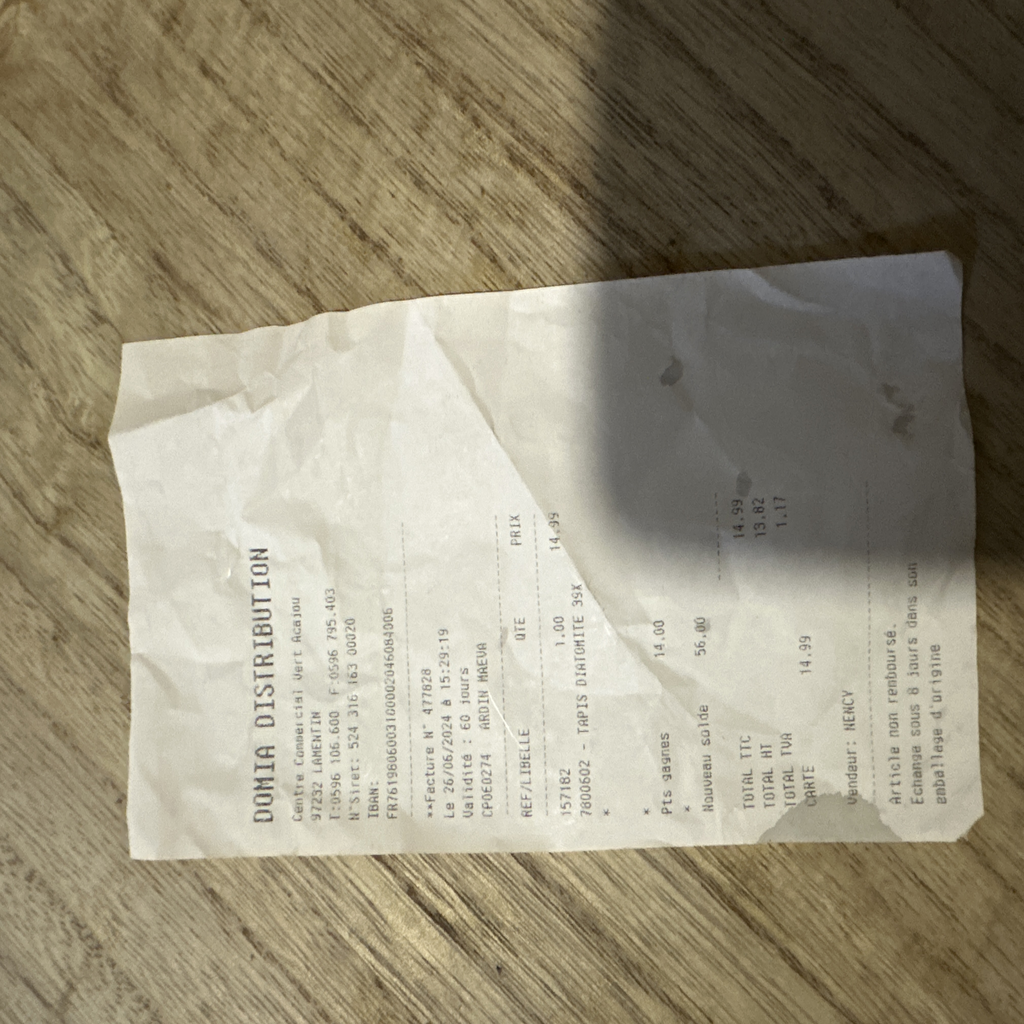 DOMIA DISTRIBUTION
Centre Commercial Vert Acajou
97232 LAMENTIN
T:0596 106.600 F:0596 795.403
N°Siret: 524 316 163 00020
IBAN:
FR7619806003100002046084006
**Facture N° 477828
Le 26/06/2024 à 15:29:19
Validité : 60 jours
CP0E0274 ARDIN MAEVA
REF/LIBELLE QTE PRIX
157182 1.00 14.99
7800602 - TAPIS DIATOMITE 39X
*
*
Pts gagnes 14.00
*
Nouveau solde 56.00
TOTAL TTC 14.99
TOTAL HT 13.82
TOTAL TVA 1.17
CARTE 14.99
Vendeur: NENCY
Article non remboursé.
Echange sous 8 jours dans son
emballage d'origine